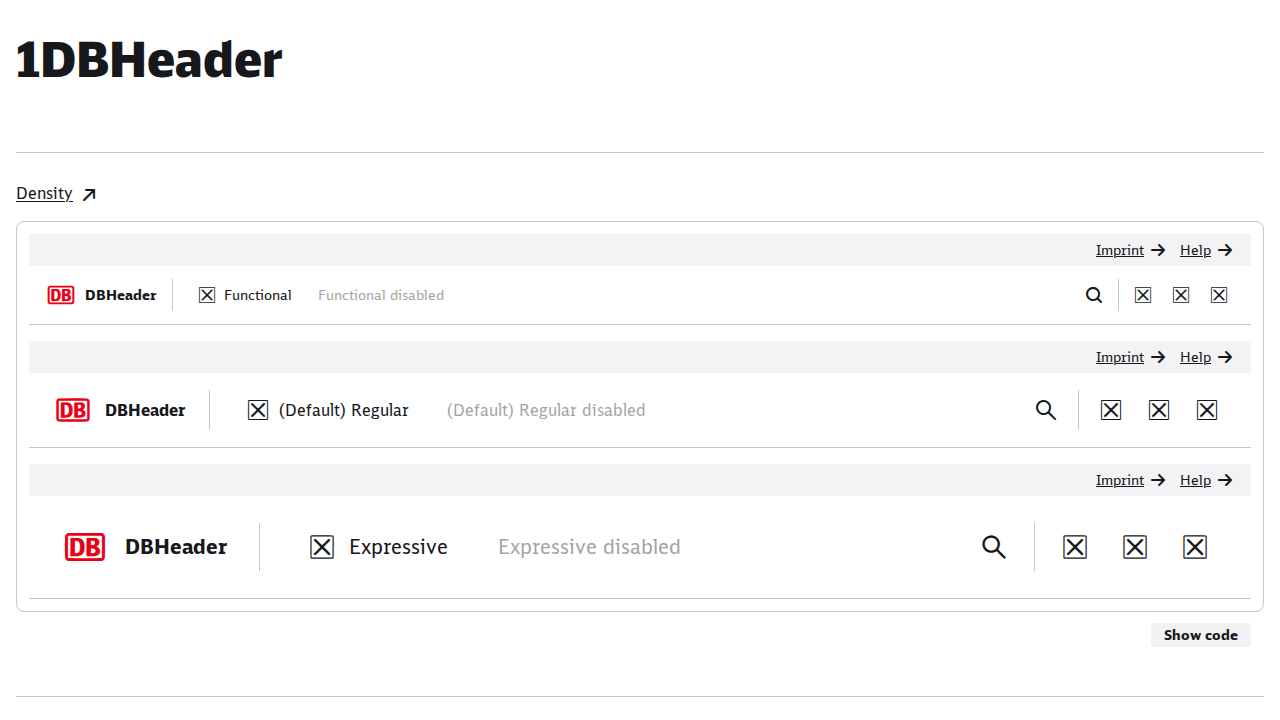 1DBHeader
Density
Imprint Help
DB DBHeader Functional Functional disabled
Imprint Help
DB DBHeader (Default) Regular (Default) Regular disabled
Imprint Help
DB DBHeader Expressive Expressive disabled
Show code